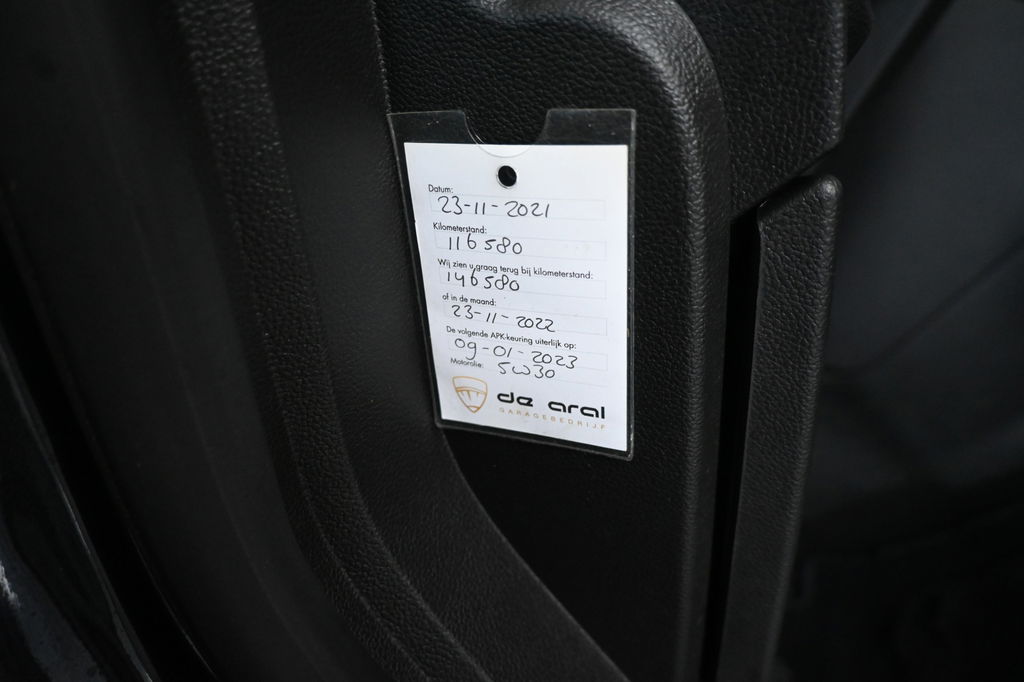 Datum:
23-11-2021
Kilometerstand:
116580
Wij zien u graag terug bij kilometerstand:
146580
of in de maand:
23-11-2022
De volgende APK-keuring uiterlijk op:
09-01-2023
Motorolie: 5W30
de aral
GARAGEBEDRIJF